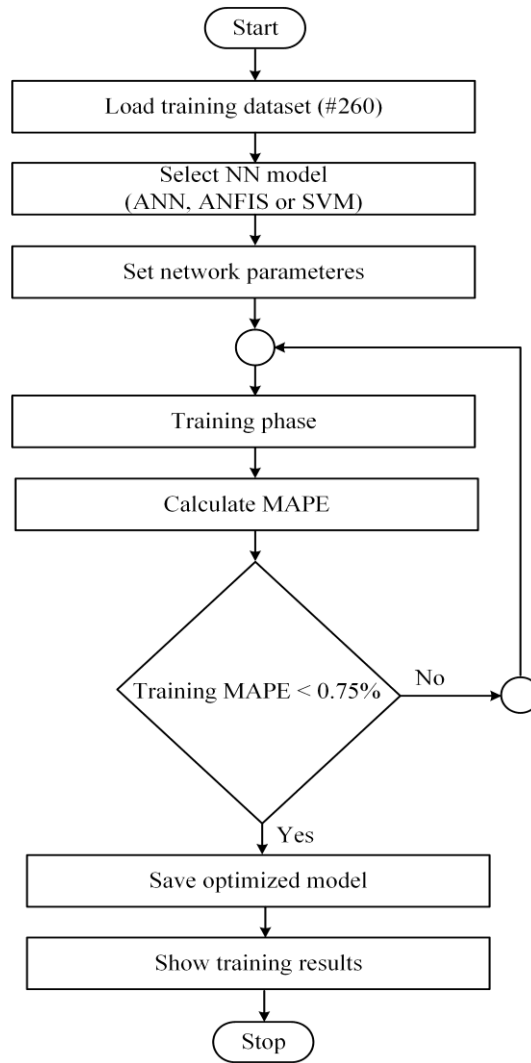 Start
Load training dataset (#260)
Select NN model
(ANN, ANFIS or SVM)
Set network parameteres
Training phase
Calculate MAPE
Training MAPE < 0.75%
No
Yes
Save optimized model
Show training results
Stop